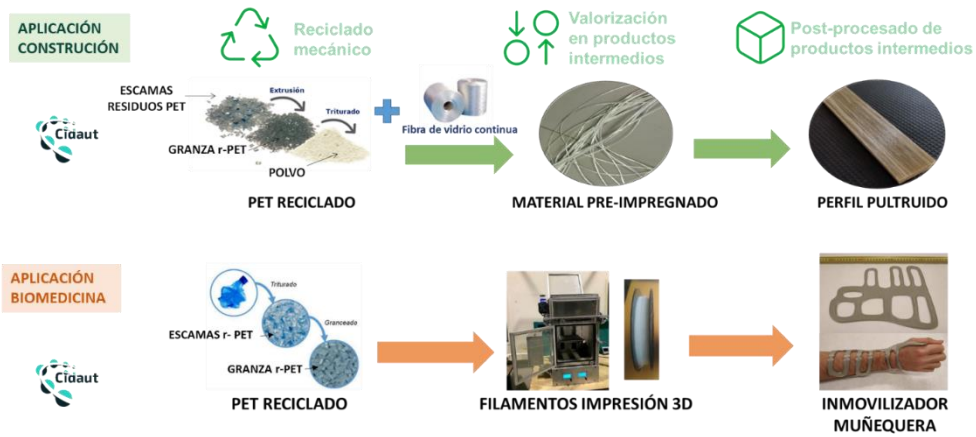 APLICACIÓN
CONSTRUCIÓN
Reciclado
mecánico
Valorización
en productos
intermedios
Post-procesado de
productos intermedios
ESCAMAS
RESIDUOS PET
Extrusión
Triturado
Cidaut
GRANZA r-PET
POLVO
Fibra de vidrio continua
PET RECICLADO
MATERIAL PRE-IMPREGNADO
PERFIL PULTRUIDO
APLICACIÓN
BIOMEDICINA
Triturado
Granceado
ESCAMAS r- PET
GRANZA r-PET
Cidaut
PET RECICLADO
FILAMENTOS IMPRESIÓN 3D
INMOVILIZADOR
MUÑEQUERA